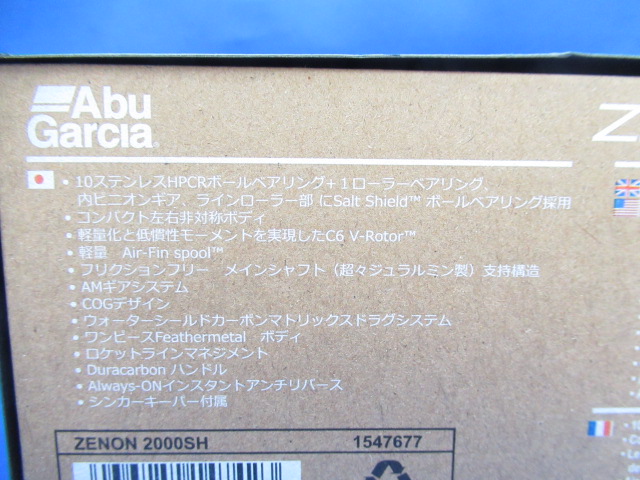 Abu
Garcia
・10ステンレスHPCRボールベアリング+１ローラーベアリング、
内ピニオンギア、ラインローラー部 にSalt Shield™ ボールベアリング採用
・コンパクト左右非対称ボディ
・軽量化と低慣性モーメントを実現したC6 V-Rotor™
・軽量　Air-Fin spool™
・フリクションフリー　メインシャフト（超々ジュラルミン製）支持構造
・AMギアシステム
・COGデザイン
・ウォーターシールドカーボンマトリックスドラグシステム
・ワンピースFeathermetal　ボディ
・ロケットラインマネジメント
・Duracarbon ハンドル
・Always-ONインスタントアンチリバース
・シンカーキーパー付属
ZENON 2000SH 1547677